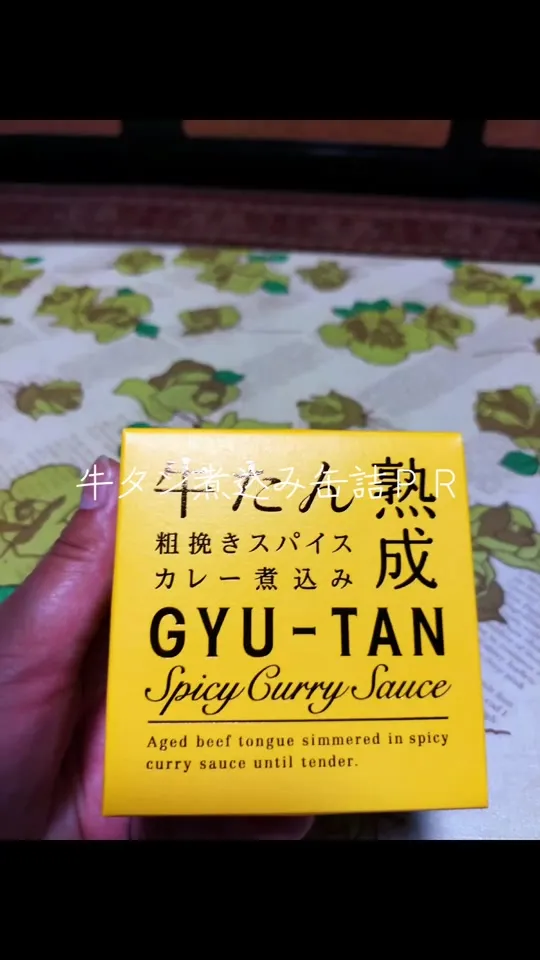 牛タン煮込み缶詰PR
牛たん
熟成
粗挽きスパイス
カレー煮込み
GYU-TAN
Spicy Curry Sauce
Aged beef tongue simmered in spicy
curry sauce until tender.